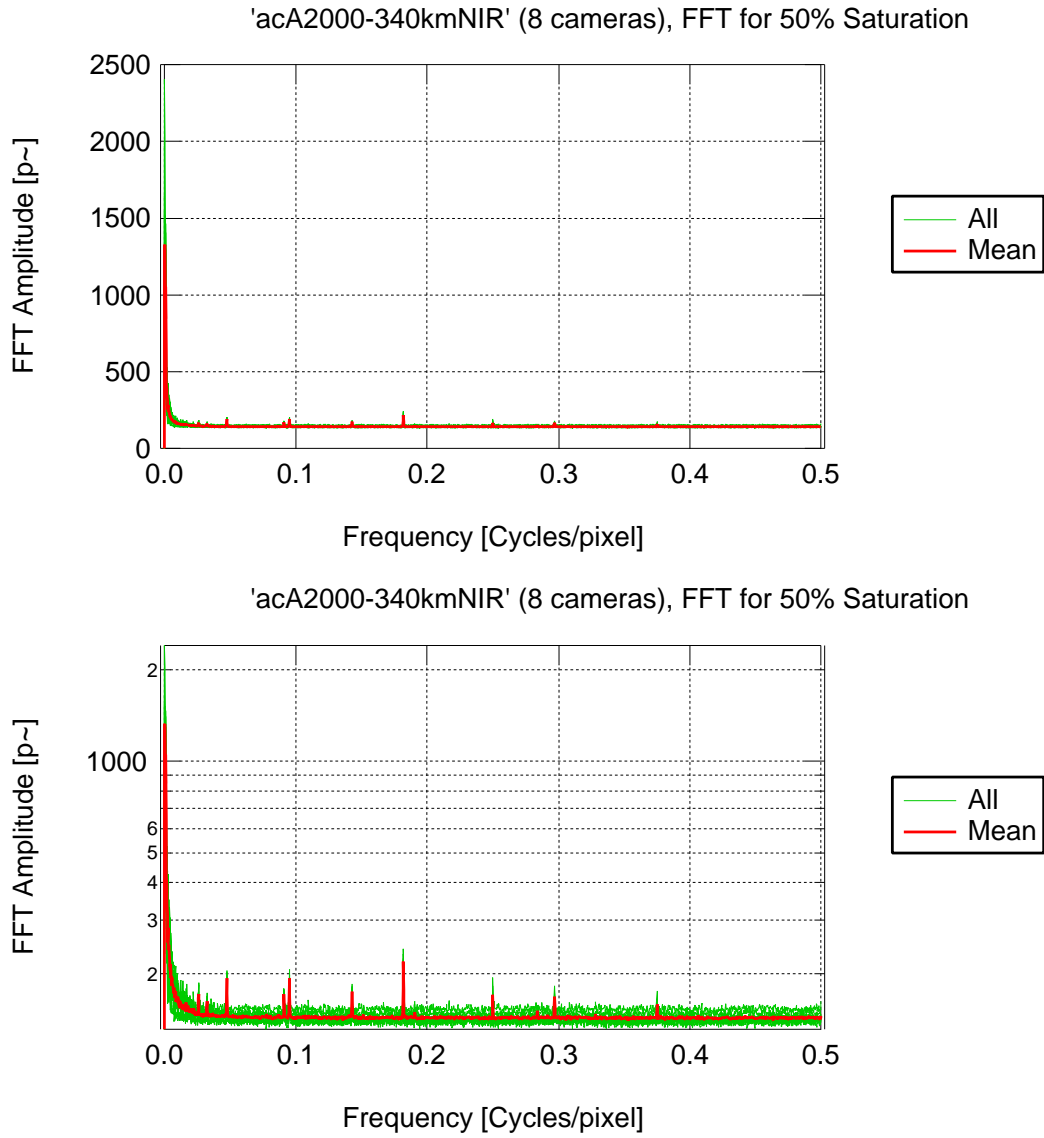 'acA2000-340kmNIR' (8 cameras), FFT for 50% Saturation
2500
2000
1500
1000
500
0
FFT Amplitude [p~]
0.0 0.1 0.2 0.3 0.4 0.5
Frequency [Cycles/pixel]
All
Mean
'acA2000-340kmNIR' (8 cameras), FFT for 50% Saturation
2
1000
6
5
4
3
2
FFT Amplitude [p~]
0.0 0.1 0.2 0.3 0.4 0.5
Frequency [Cycles/pixel]
All
Mean